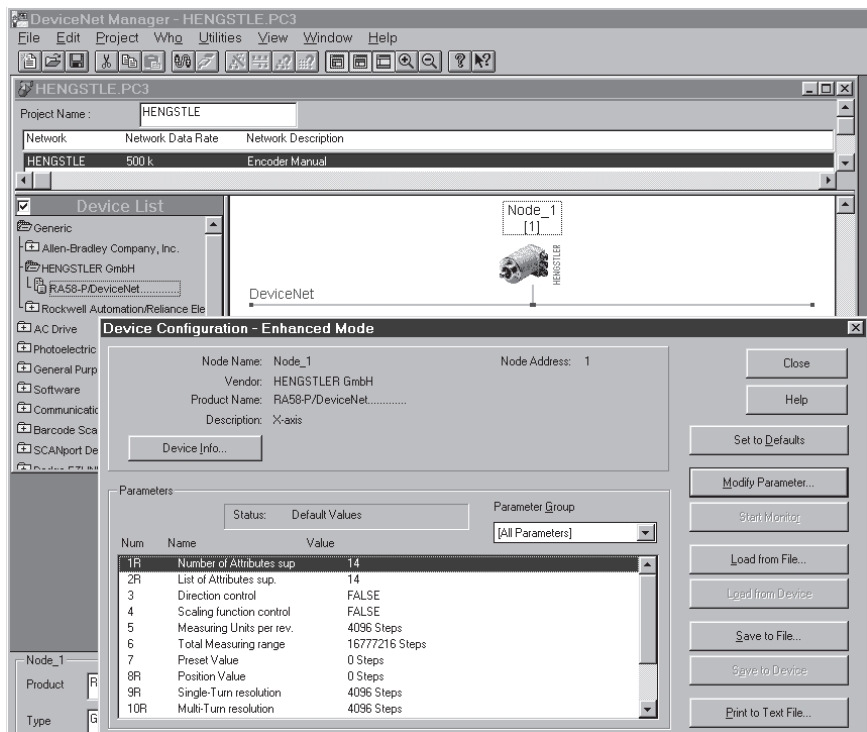 DeviceNet Manager - HENGSTLE.PC3
File Edit Project Who Utilities View Window Help
HENGSTLE.PC3
Project Name : HENGSTLE
Network Network Data Rate Network Description
HENGSTLE 500 k Encoder Manual
Device List
Generic
Allen-Bradley Company, Inc.
HENGSTLER GmbH
RA58-P/DeviceNet.............
Rockwell Automation/Reliance Ele
AC Drive
Photoelectric
General Purp
Software
Communicatio
Barcode Sca
SCANport De
Node_1
[1]
HENGSTLER
DeviceNet
Device Configuration - Enhanced Mode
Node Name: Node_1 Node Address: 1
Vendor: HENGSTLER GmbH
Product Name: RA58-P/DeviceNet.............
Description: X-axis
Device Info...
Close
Help
Set to Defaults
Modify Parameter...
Start Monitor
Load from File...
Load from Device
Save to File...
Save to Device
Print to Text File...
Parameters
Status: Default Values
Parameter Group
[All Parameters]
Num Name Value
1R Number of Attributes sup 14
2R List of Attributes sup. 14
3 Direction control FALSE
4 Scaling function control FALSE
5 Measuring Units per rev. 4096 Steps
6 Total Measuring range 16777216 Steps
7 Preset Value 0 Steps
8R Position Value 0 Steps
9R Single-Turn resolution 4096 Steps
10R Multi-Turn resolution 4096 Steps
Node_1
Product R
Type G